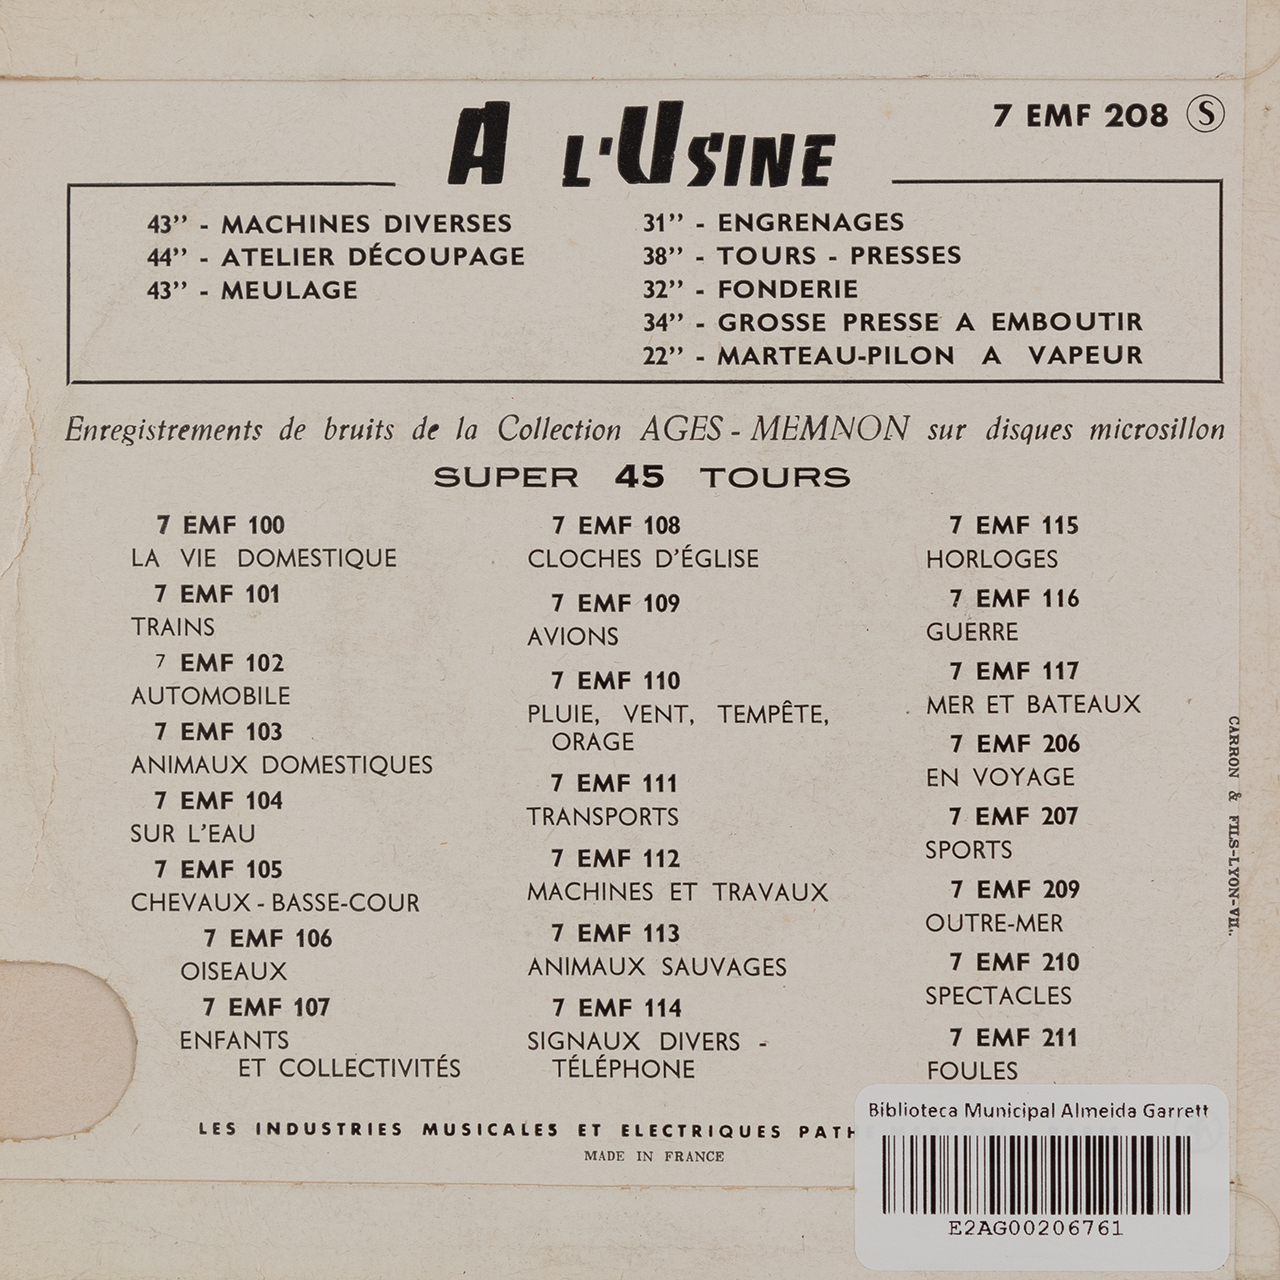 A L'USINE
7 EMF 208 Ⓢ
43'' - MACHINES DIVERSES
44'' - ATELIER DÉCOUPAGE
43'' - MEULAGE
31'' - ENGRENAGES
38'' - TOURS - PRESSES
32'' - FONDERIE
34'' - GROSSE PRESSE A EMBOUTIR
22'' - MARTEAU-PILON A VAPEUR
Enregistrements de bruits de la Collection AGES - MEMNON sur disques microsillon
SUPER 45 TOURS
7 EMF 100
LA VIE DOMESTIQUE
7 EMF 101
TRAINS
7 EMF 102
AUTOMOBILE
7 EMF 103
ANIMAUX DOMESTIQUES
7 EMF 104
SUR L'EAU
7 EMF 105
CHEVAUX - BASSE-COUR
7 EMF 106
OISEAUX
7 EMF 107
ENFANTS
ET COLLECTIVITÉS
7 EMF 108
CLOCHES D'ÉGLISE
7 EMF 109
AVIONS
7 EMF 110
PLUIE, VENT, TEMPÊTE,
ORAGE
7 EMF 111
TRANSPORTS
7 EMF 112
MACHINES ET TRAVAUX
7 EMF 113
ANIMAUX SAUVAGES
7 EMF 114
SIGNAUX DIVERS -
TÉLÉPHONE
7 EMF 115
HORLOGES
7 EMF 116
GUERRE
7 EMF 117
MER ET BATEAUX
7 EMF 206
EN VOYAGE
7 EMF 207
SPORTS
7 EMF 209
OUTRE-MER
7 EMF 210
SPECTACLES
7 EMF 211
FOULES
CARRON & FILS-LYON-VII.
LES INDUSTRIES MUSICALES ET ELECTRIQUES PATH
MADE IN FRANCE
Biblioteca Municipal Almeida Garrett
E2AG00206761